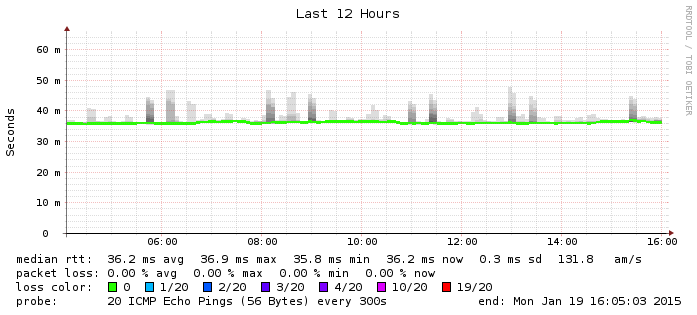 Last 12 Hours
RRDTOOL / TOBI OETIKER
Seconds
60 m
50 m
40 m
30 m
20 m
10 m
0
06:00 08:00 10:00 12:00 14:00 16:00
median rtt: 36.2 ms avg 36.9 ms max 35.8 ms min 36.2 ms now 0.3 ms sd 131.8 am/s
packet loss: 0.00 % avg 0.00 % max 0.00 % min 0.00 % now
loss color: 0 1/20 2/20 3/20 4/20 10/20 19/20
probe: 20 ICMP Echo Pings (56 Bytes) every 300s end: Mon Jan 19 16:05:03 2015